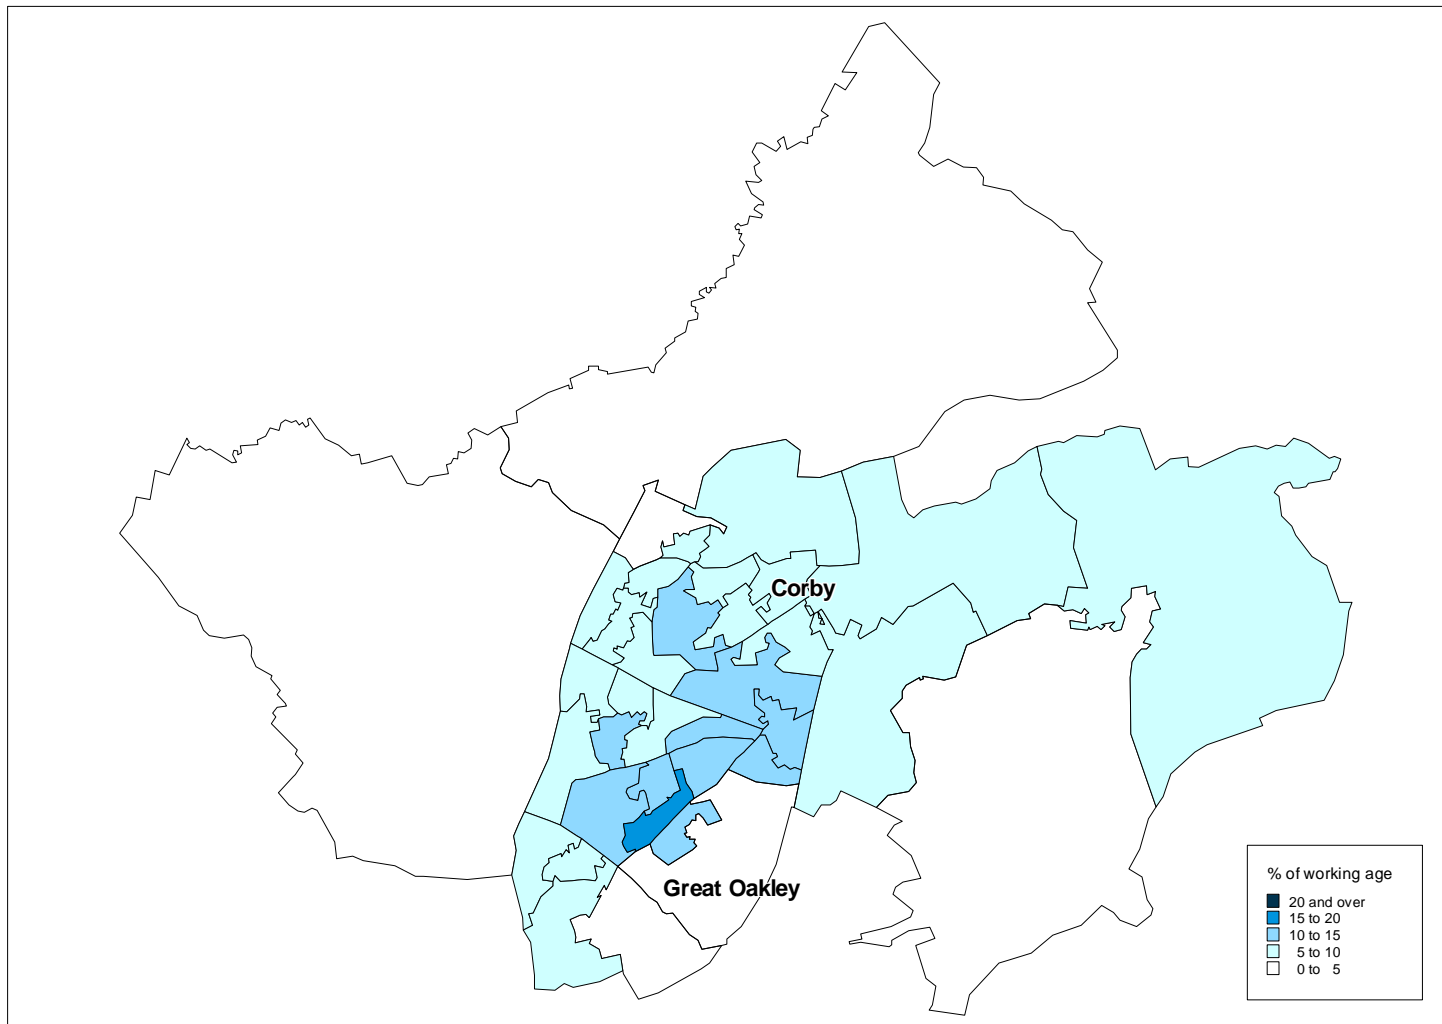 Corby
Great Oakley
% of working age
20 and over
15 to 20
10 to 15
5 to 10
0 to 5